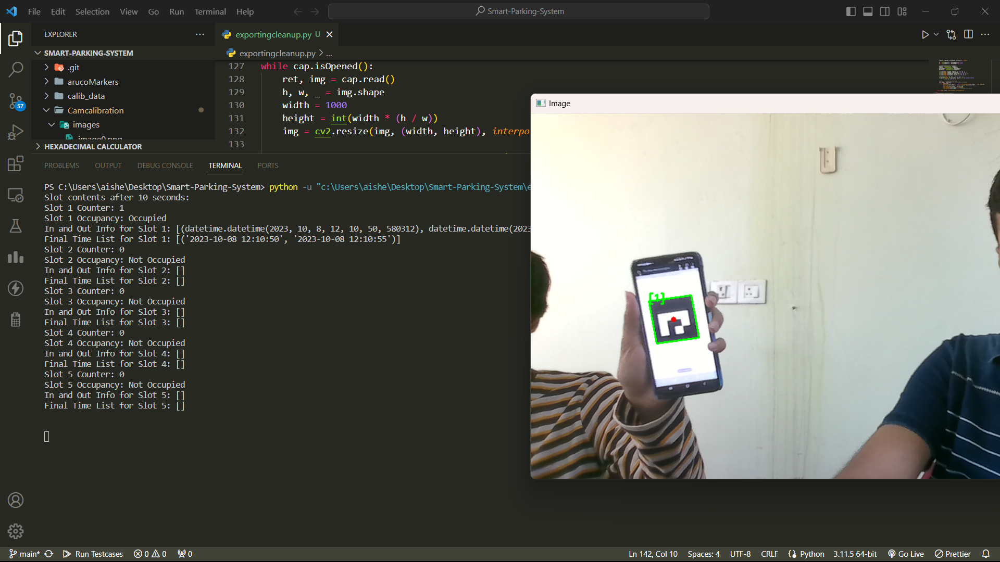 File Edit Selection View Go Run Terminal Help
Smart-Parking-System
EXPLORER
exportingcleanup.py U
SMART-PARKING-SYSTEM
exportingcleanup.py > ...
.git
arucoMarkers
calib_data
Camcalibration
images
image0.png
HEXADECIMAL CALCULATOR
57
127 while cap.isOpened():
128 ret, img = cap.read()
129 h, w, _ = img.shape
130 width = 1000
131 height = int(width * (h / w))
132 img = cv2.resize(img, (width, height), interpo
133
PROBLEMS OUTPUT DEBUG CONSOLE TERMINAL PORTS
PS C:\Users\aishe\Desktop\Smart-Parking-System> python -u "c:\Users\aishe\Desktop\Smart-Parking-System\e
Slot contents after 10 seconds:
Slot 1 Counter: 1
Slot 1 Occupancy: Occupied
In and Out Info for Slot 1: [(datetime.datetime(2023, 10, 8, 12, 10, 50, 580312), datetime.datetime(2023
Final Time List for Slot 1: [('2023-10-08 12:10:50', '2023-10-08 12:10:55')]
Slot 2 Counter: 0
Slot 2 Occupancy: Not Occupied
In and Out Info for Slot 2: []
Final Time List for Slot 2: []
Slot 3 Counter: 0
Slot 3 Occupancy: Not Occupied
In and Out Info for Slot 3: []
Final Time List for Slot 3: []
Slot 4 Counter: 0
Slot 4 Occupancy: Not Occupied
In and Out Info for Slot 4: []
Final Time List for Slot 4: []
Slot 5 Counter: 0
Slot 5 Occupancy: Not Occupied
In and Out Info for Slot 5: []
Final Time List for Slot 5: []
Image
[1]
main* Run Testcases 0 0 0 Ln 142, Col 10 Spaces: 4 UTF-8 CRLF Python 3.11.5 64-bit Go Live Prettier